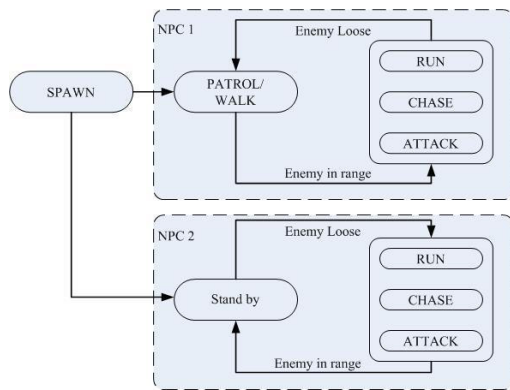 NPC 1
Enemy Loose
SPAWN
PATROL/
WALK
RUN
CHASE
ATTACK
Enemy in range
NPC 2
Enemy Loose
Stand by
RUN
CHASE
ATTACK
Enemy in range